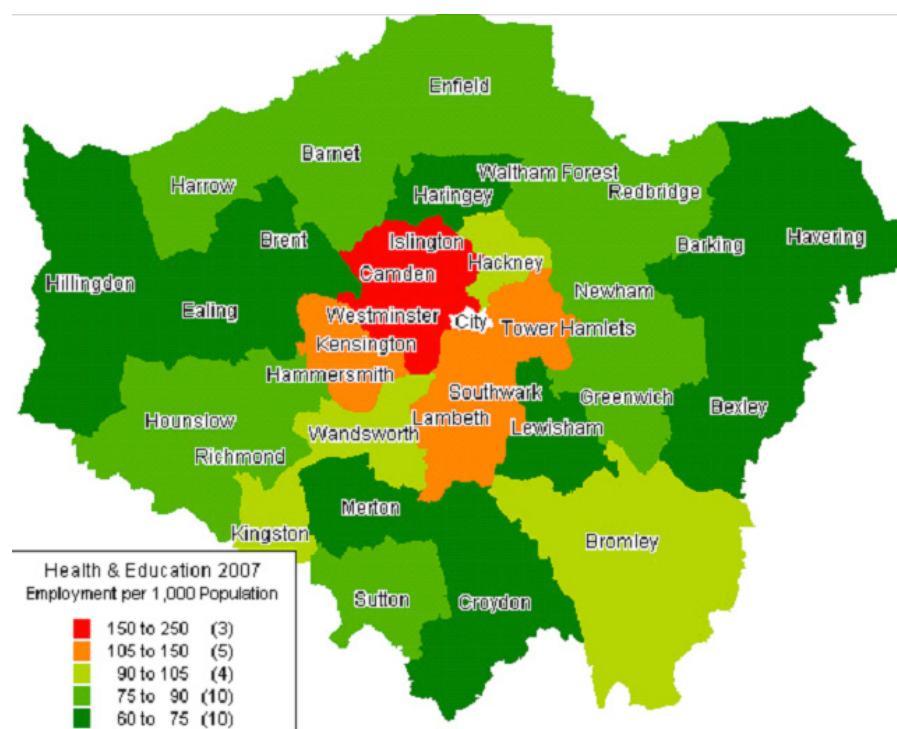 Enfield
Barnet
Waltham Forest
Harrow
Haringey
Redbridge
Brent
Islington
Barking
Havering
Hackney
Camden
Hillingdon
Newham
Ealing
Westminster
City
Tower Hamlets
Kensington
Hammersmith
Southwark
Greenwich
Bexley
Hounslow
Lambeth
Lewisham
Wandsworth
Richmond
Merton
Kingston
Bromley
Sutton
Croydon
Health & Education 2007
Employment per 1,000 Population
150 to 250 (3)
105 to 150 (5)
90 to 105 (4)
75 to 90 (10)
60 to 75 (10)